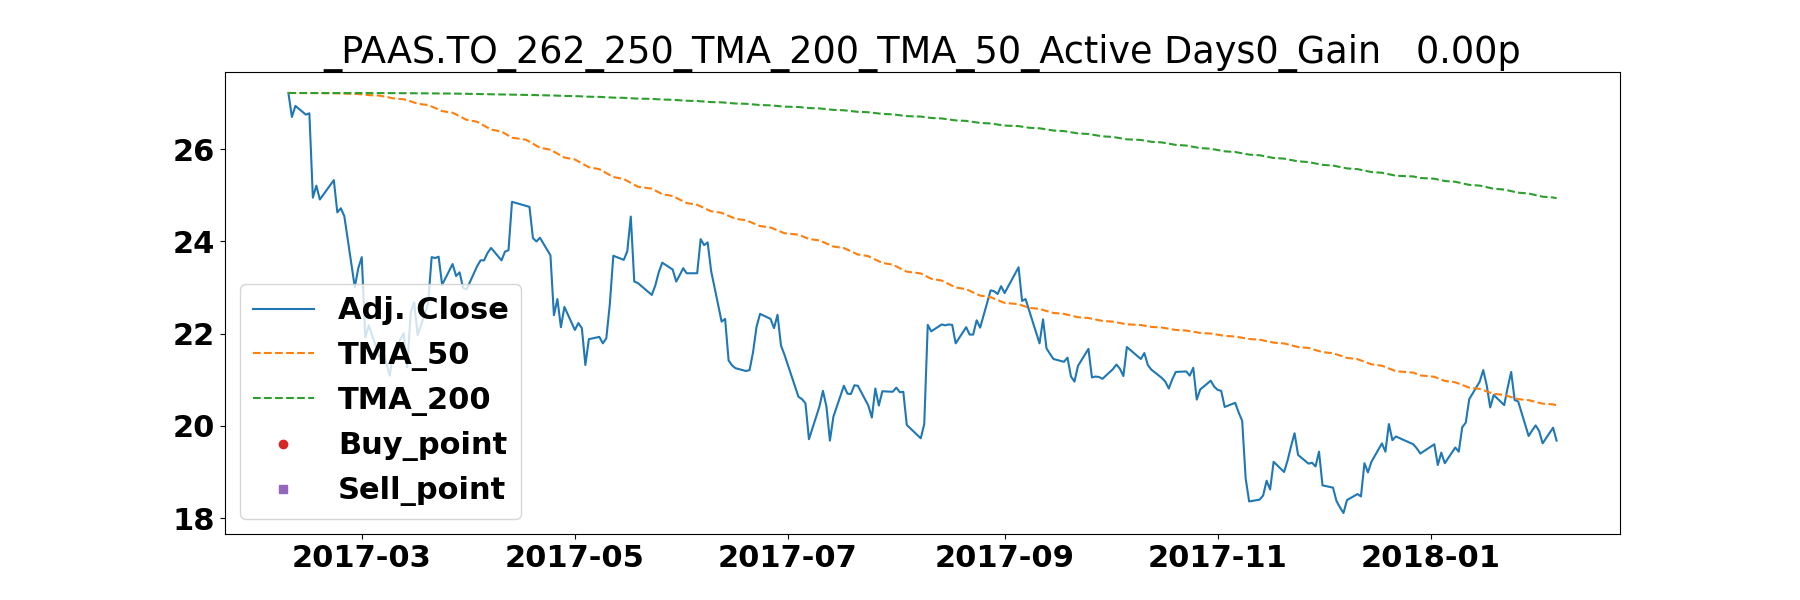 _PAAS.TO_262_250_TMA_200_TMA_50_Active Days0_Gain   0.00p
26
24
22
20
18
Adj. Close
TMA_50
TMA_200
Buy_point
Sell_point
2017-03 2017-05 2017-07 2017-09 2017-11 2018-01